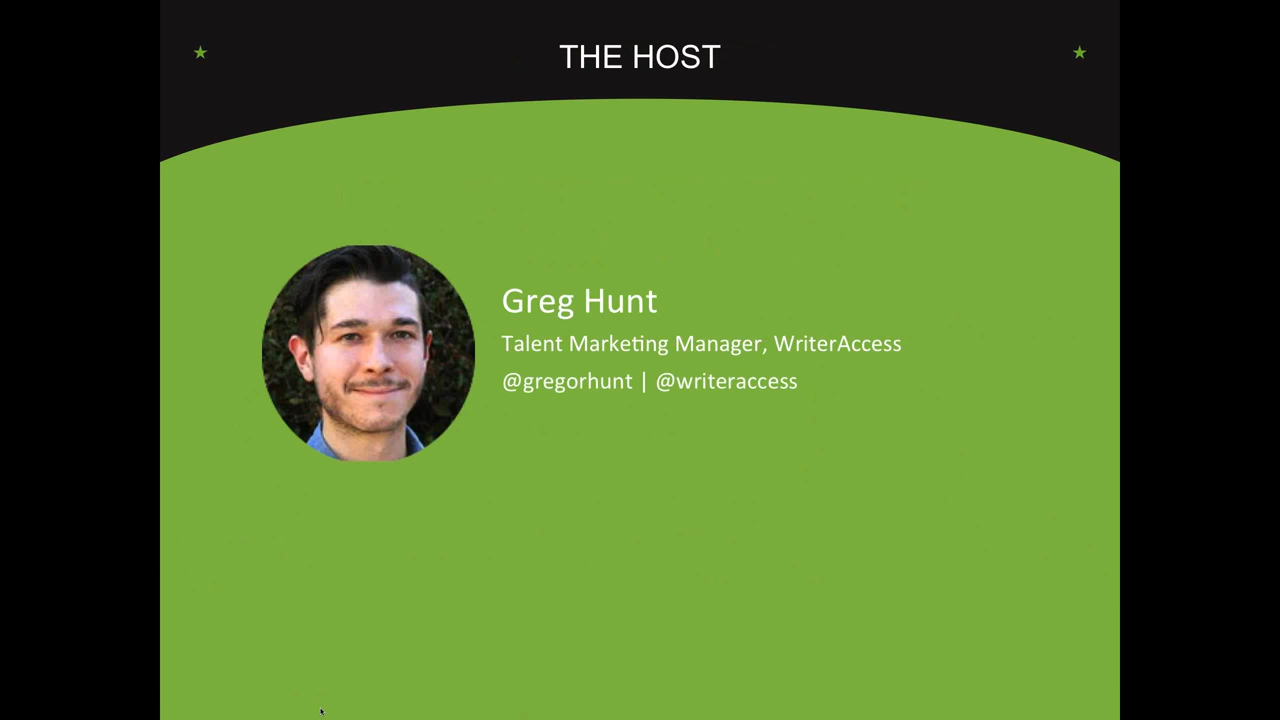 THE HOST
Greg Hunt
Talent Marketing Manager, WriterAccess
@gregorhunt | @writeraccess